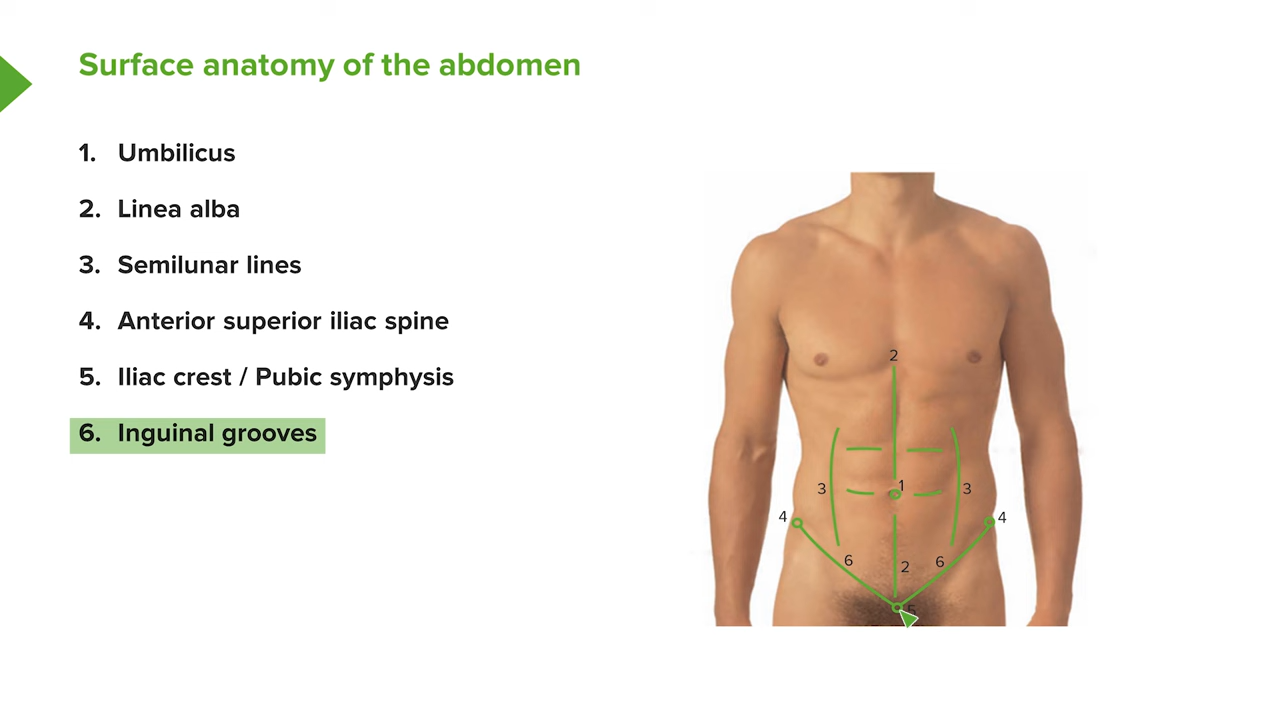 Surface anatomy of the abdomen
1. Umbilicus
2. Linea alba
3. Semilunar lines
4. Anterior superior iliac spine
5. Iliac crest / Pubic symphysis
6. Inguinal grooves
2
1
3
3
4
4
6
2
6
5